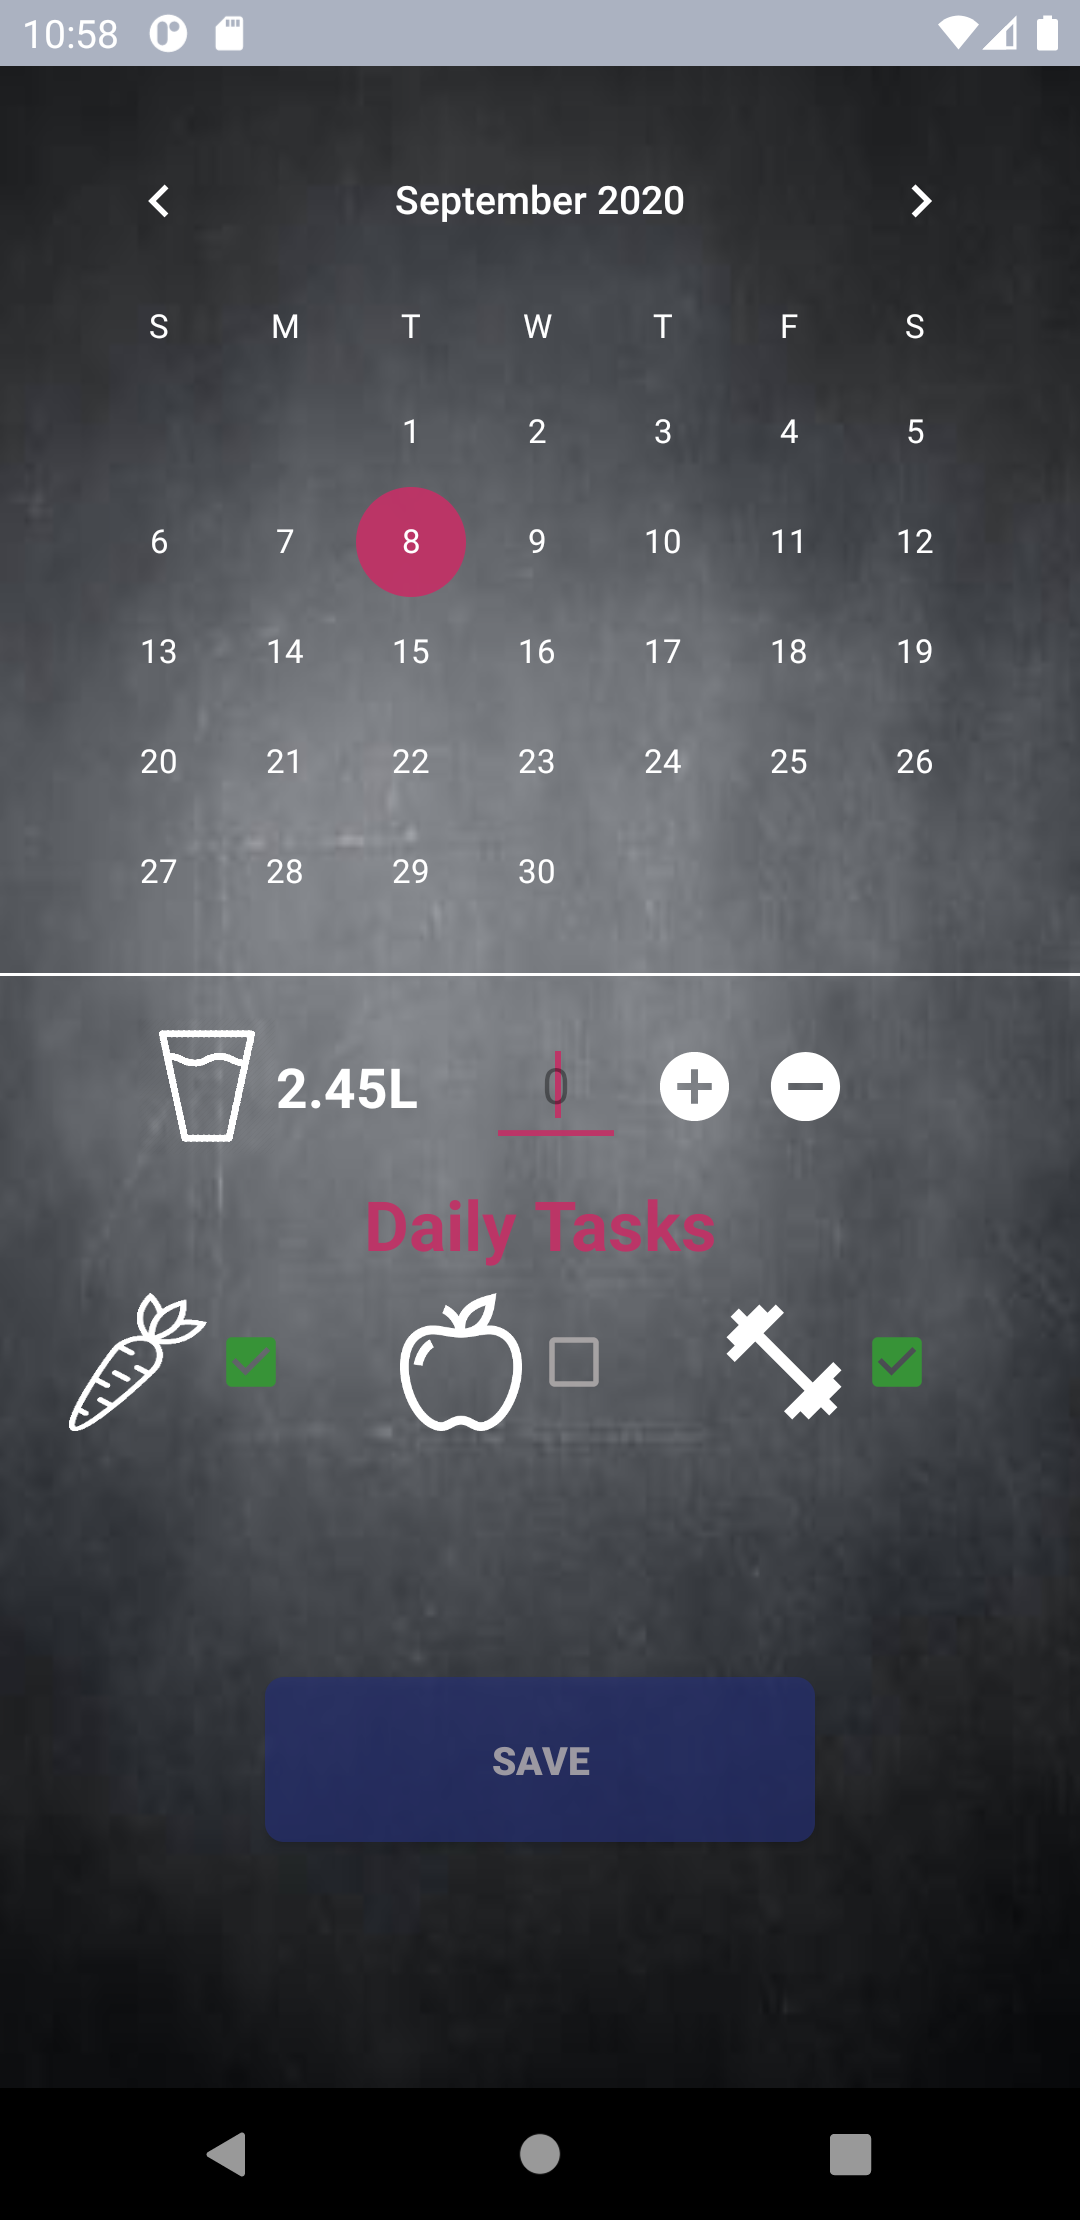 10:58
September 2020
S M T W T F S
1 2 3 4 5
6 7 8 9 10 11 12
13 14 15 16 17 18 19
20 21 22 23 24 25 26
27 28 29 30
2.45L 0
Daily Tasks
SAVE